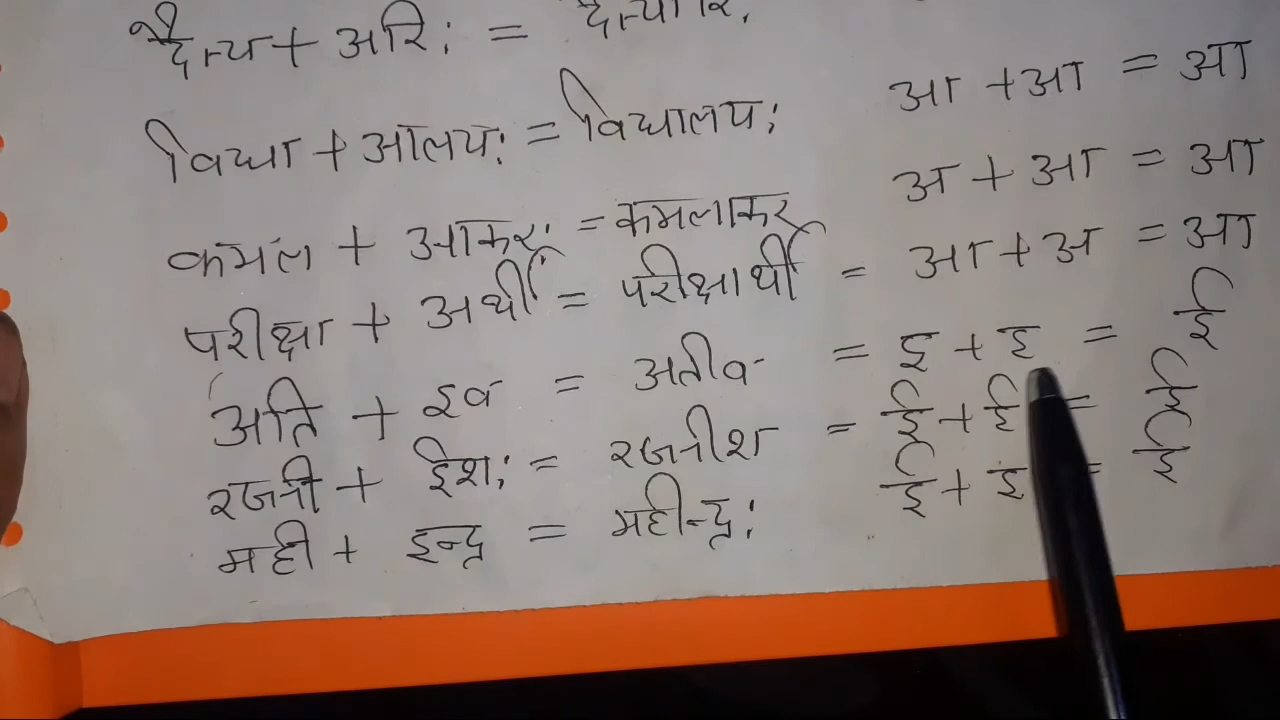 दैत्य + अरि: = दैत्यारि:
विद्या + आलय: = विद्यालय: आ + आ = आ
कमल + आकर: = कमलाकर अ + आ = आ
परीक्षा + अर्थी = परीक्षार्थी = आ + अ = आ
अति + इव = अतीव = इ + इ = ई
रजनी + ईश: = रजनीश = ई + ई = ई
मही + इन्द्र = महीन्द्र: ई + इ = ई